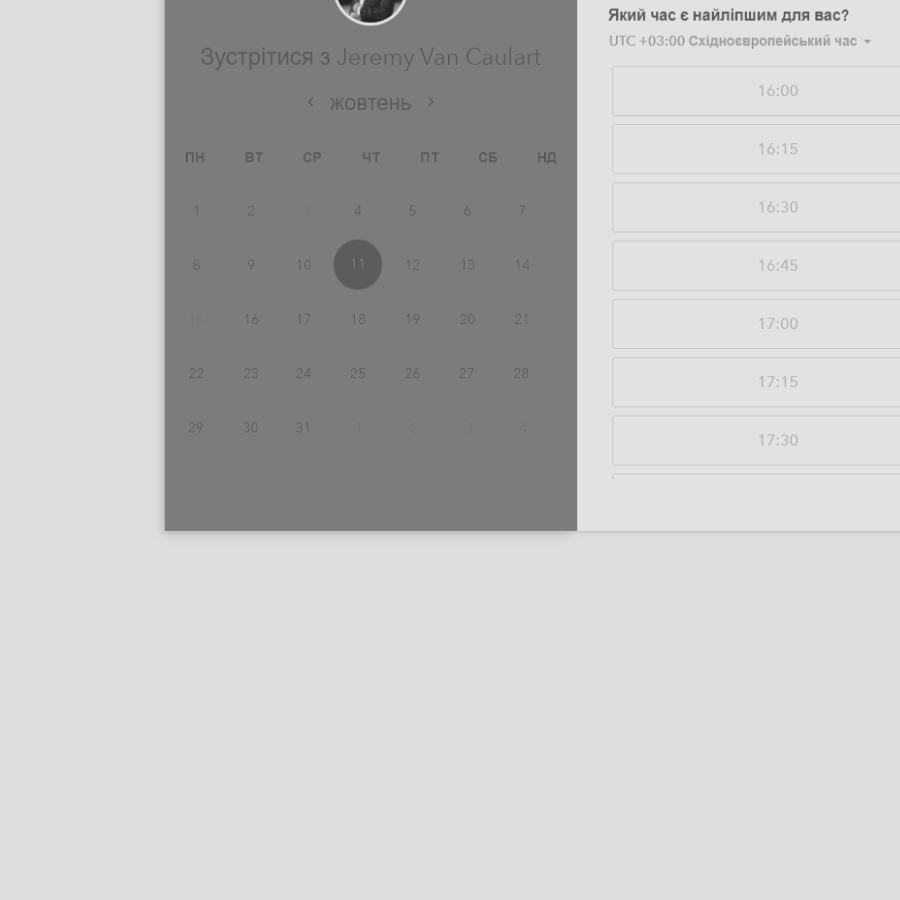 Зустрітися з Jeremy Van Caulart
жовтень
ПН ВТ СР ЧТ ПТ СБ НД
1 2 3 4 5 6 7
8 9 10 11 12 13 14
15 16 17 18 19 20 21
22 23 24 25 26 27 28
29 30 31 1 2 3 4
Який час є найліпшим для вас?
UTC +03:00 Східноєвропейський час
16:00
16:15
16:30
16:45
17:00
17:15
17:30